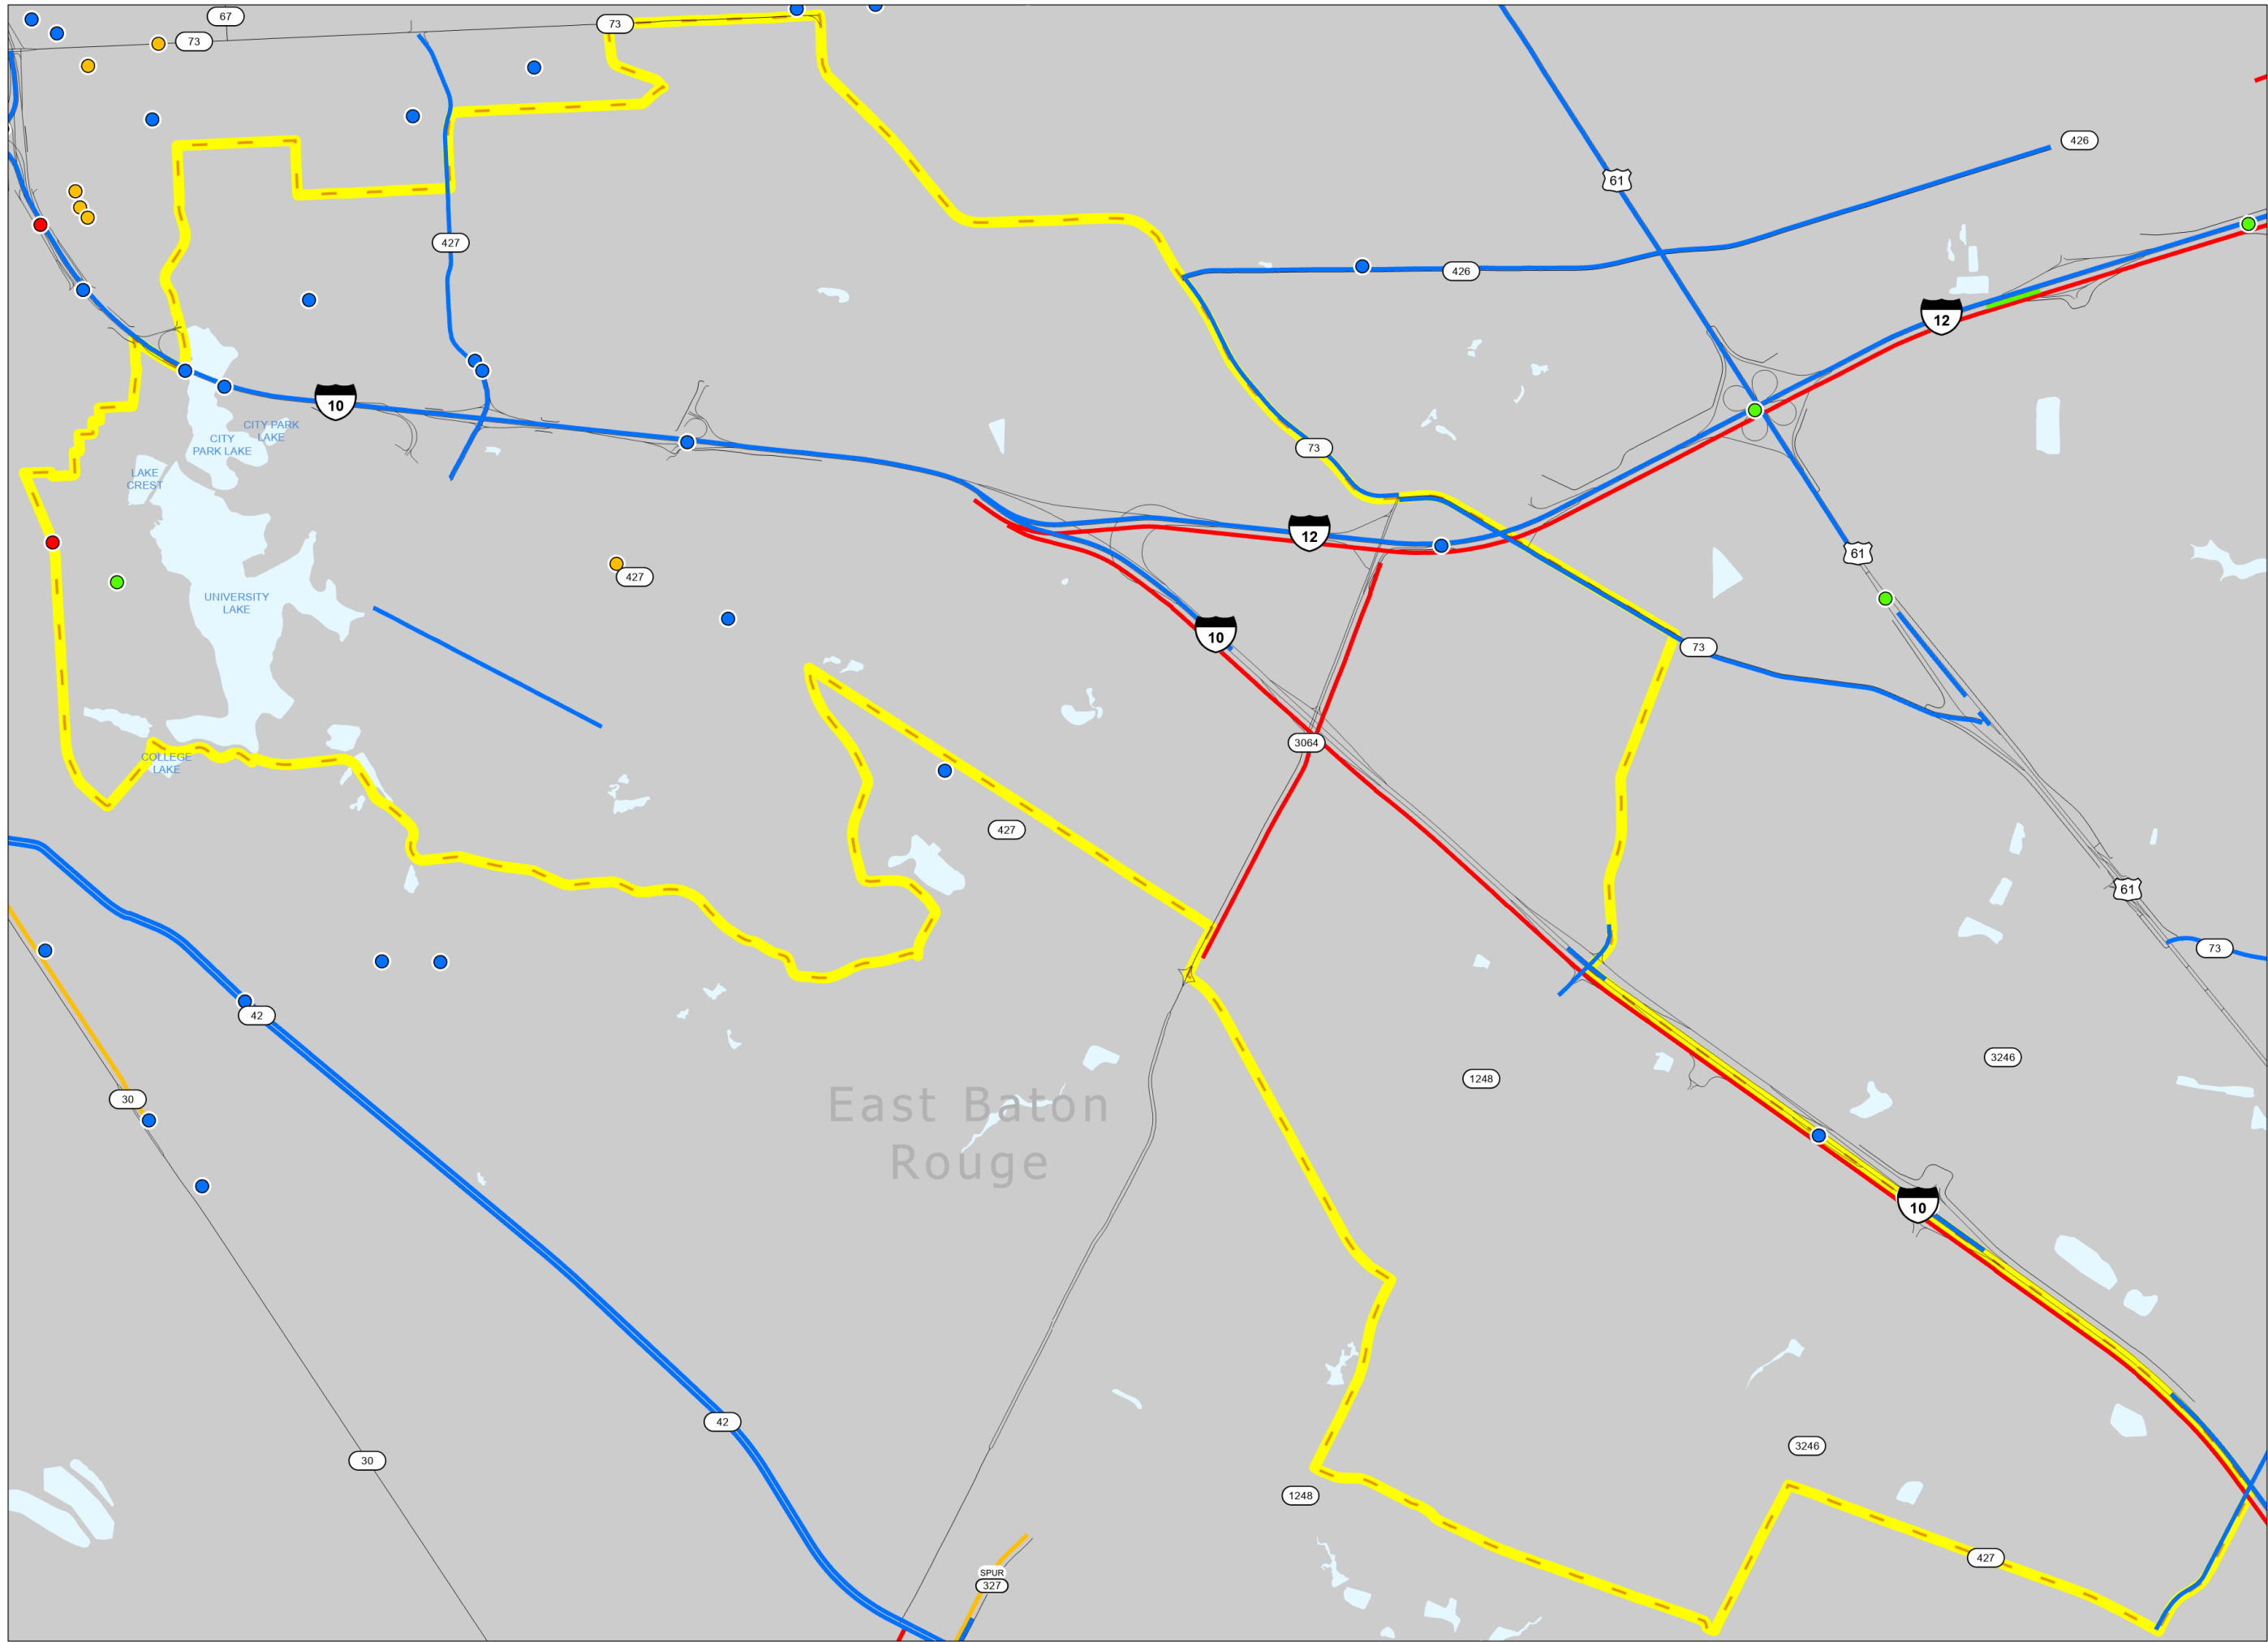 67
73
73
426
61
427
426
12
10
CITY PARK
LAKE
CITY
PARK LAKE
73
LAKE
CREST
12
61
427
UNIVERSITY
LAKE
10
73
3064
COLLEGE
LAKE
427
61
73
42
3246
1248
30
East Baton
Rouge
10
42
3246
30
1248
427
SPUR
327